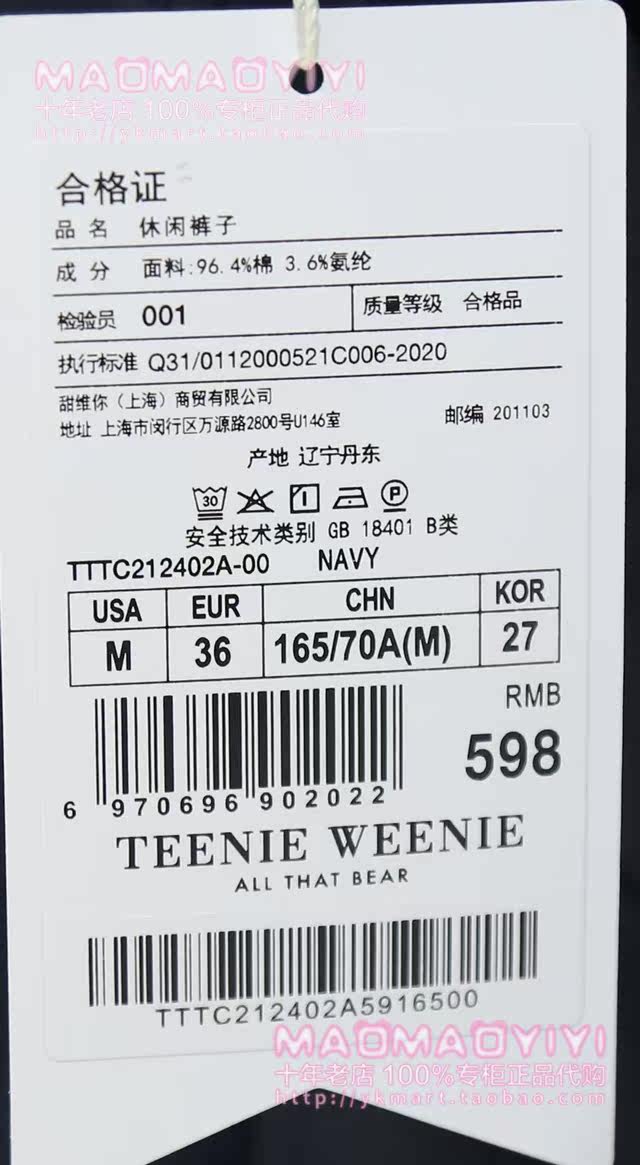 MAOMAOYIYI
十年老店 100%专柜正品代购
http://ykmart.taobao.com
合格证
品 名 休闲裤子
成 分 面料:96.4%棉 3.6%氨纶
检验员 001 质量等级 合格品
执行标准 Q31/0112000521C006-2020
甜维你（上海）商贸有限公司
地址 上海市闵行区万源路2800号U146室 邮编 201103
产地 辽宁丹东
30 P
安全技术类别 GB 18401 B类
TTTC212402A-00 NAVY
USA EUR CHN KOR
M 36 165/70A(M) 27
RMB
598
6 970696 902022
TEENIE WEENIE
ALL THAT BEAR
TTTC212402A5916500
MAOMAOYIYI
十年老店 100%专柜正品代购
http://ykmart.taobao.com